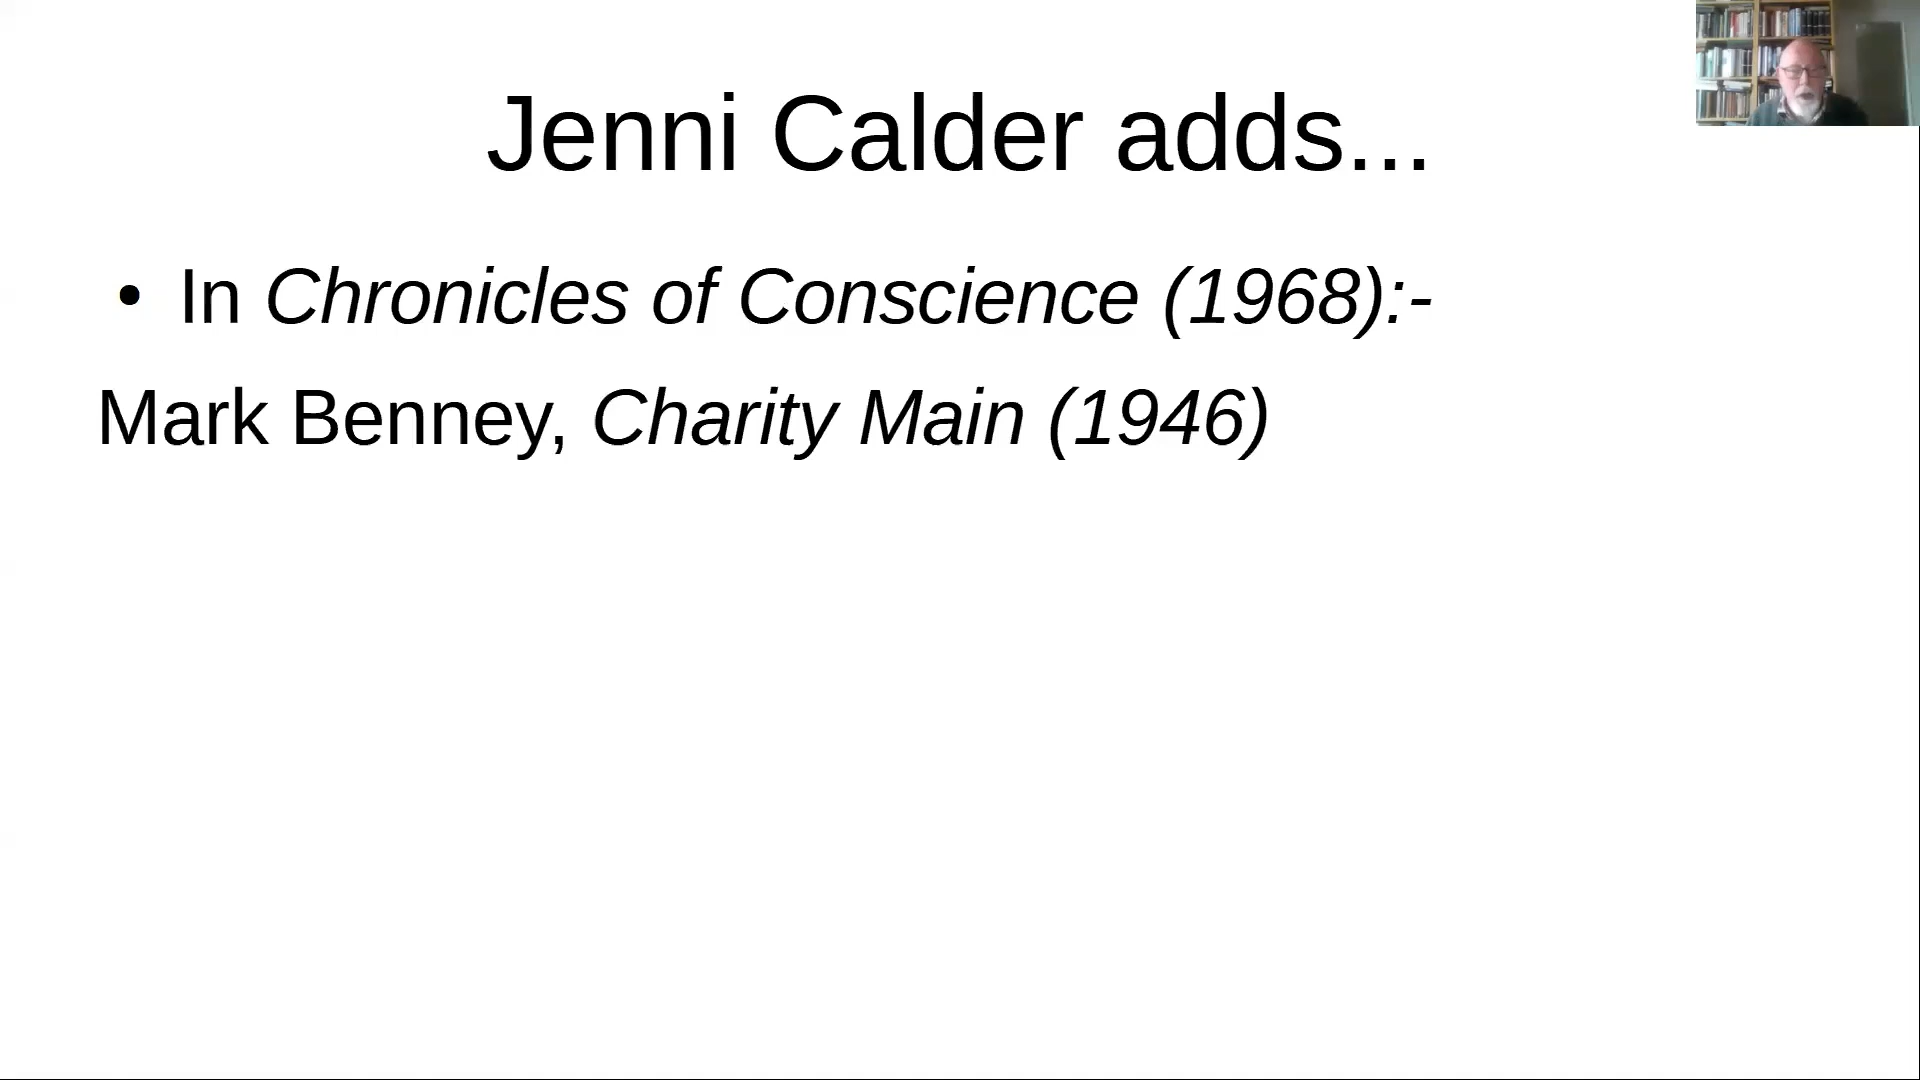 Jenni Calder adds...
• In Chronicles of Conscience (1968):-
Mark Benney, Charity Main (1946)